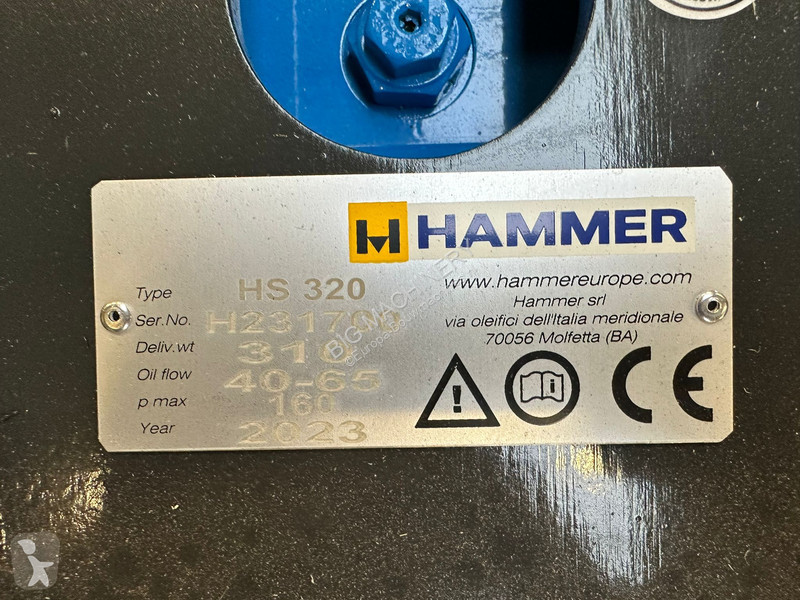 HAMMER
Type HS 320
www.hammereurope.com
Ser.No.
Hammer srl
via oleifici dell'Italia meridionale
70056 Molfetta (BA)
Deliv.wt 310
Oil flow 40-65
p max 160
Year 2023
CE